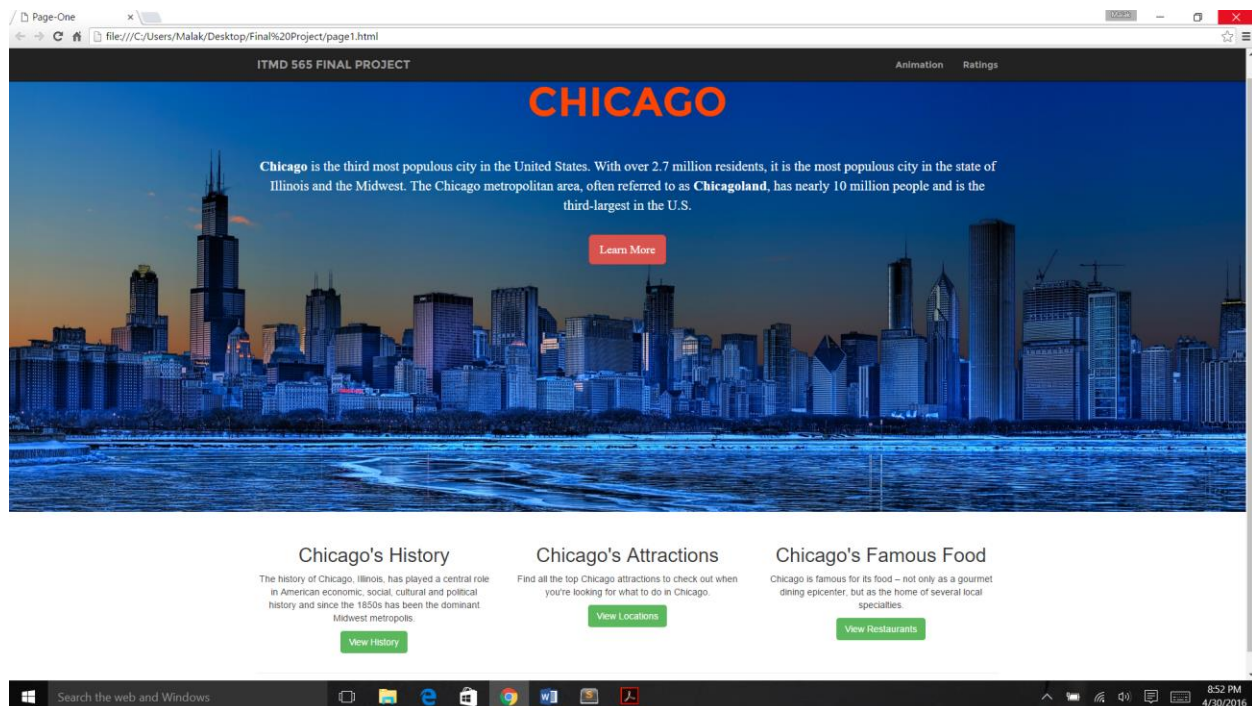 Page-One
Malak
file:///C:/Users/Malak/Desktop/Final%20Project/page1.html
ITMD 565 FINAL PROJECT
Animation Ratings
CHICAGO
Chicago is the third most populous city in the United States. With over 2.7 million residents, it is the most populous city in the state of
Illinois and the Midwest. The Chicago metropolitan area, often referred to as Chicagoland, has nearly 10 million people and is the
third-largest in the U.S.
Learn More
Chicago's History
The history of Chicago, Illinois, has played a central role
in American economic, social, cultural and political
history and since the 1850s has been the dominant
Midwest metropolis.
View History
Chicago's Attractions
Find all the top Chicago attractions to check out when
you're looking for what to do in Chicago.
View Locations
Chicago's Famous Food
Chicago is famous for its food – not only as a gourmet
dining epicenter, but as the home of several local
specialties.
View Restaurants
Search the web and Windows
8:52 PM
4/30/2016